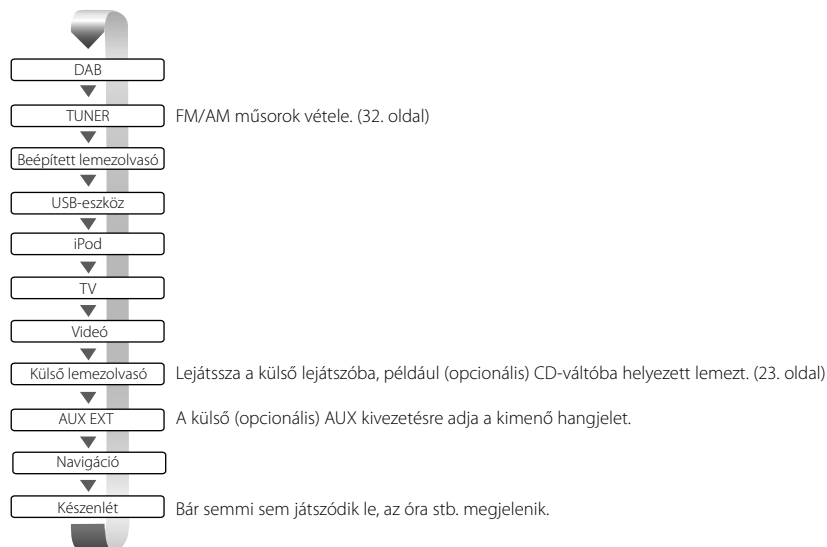 DAB
TUNER FM/AM műsorok vétele. (32. oldal)
Beépített lemezolvasó
USB-eszköz
iPod
TV
Videó
Külső lemezolvasó Lejátssza a külső lejátszóba, például (opcionális) CD-váltóba helyezett lemezt. (23. oldal)
AUX EXT A külső (opcionális) AUX kivezetésre adja a kimenő hangjelet.
Navigáció
Készenlét Bár semmi sem játszódik le, az óra stb. megjelenik.